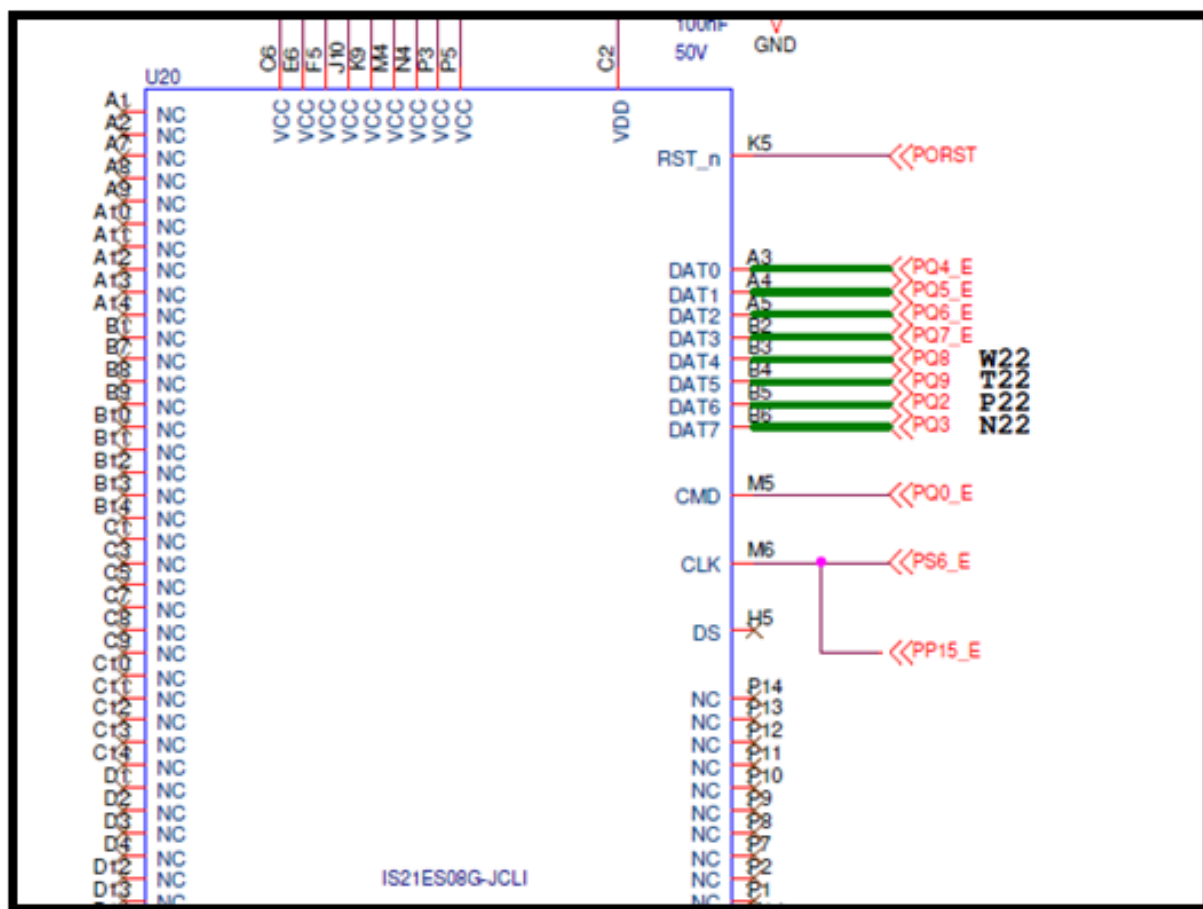 100nF
50V
GND
U20
C6 E6 F5 J10 K9 M4 N4 P3 P5 C2
VCC VCC VCC VCC VCC VCC VCC VCC VCC VDD
A1 NC
A2 NC
A7 NC
A8 NC
A9 NC
A10 NC
A11 NC
A12 NC
A13 NC
A14 NC
B1 NC
B7 NC
B8 NC
B9 NC
B10 NC
B11 NC
B12 NC
B13 NC
B14 NC
C1 NC
C3 NC
C5 NC
C7 NC
C8 NC
C9 NC
C10 NC
C11 NC
C12 NC
C13 NC
C14 NC
D1 NC
D2 NC
D3 NC
D4 NC
D12 NC
D13 NC
RST_n K5 PORST
DAT0 A3 PQ4_E
DAT1 A4 PQ5_E
DAT2 A5 PQ6_E
DAT3 B2 PQ7_E
DAT4 B3 PQ8 W22
DAT5 B4 PQ9 T22
DAT6 B5 PQ2 P22
DAT7 B6 PQ3 N22
CMD M5 PQ0_E
CLK M6 PS6_E
DS H5
PP15_E
NC P14
NC P13
NC P12
NC P11
NC P10
NC P9
NC P8
NC P7
NC P2
NC P1
IS21ES08G-JCLI